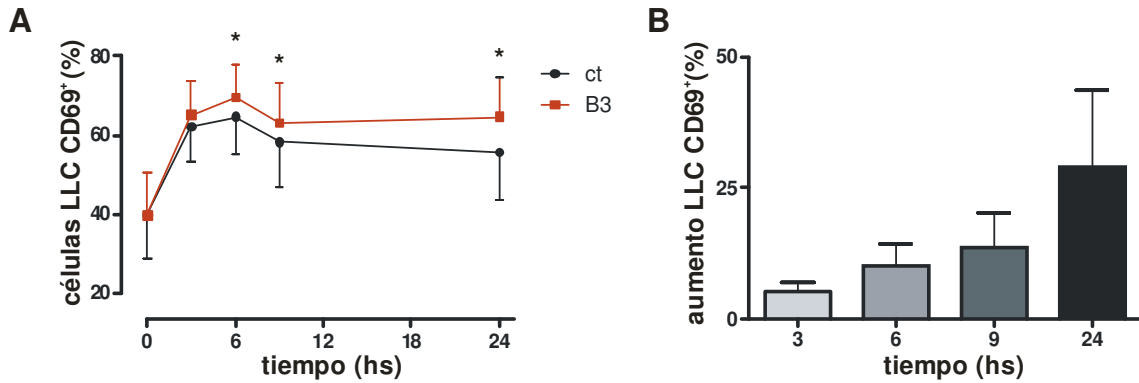 A
células LLC CD69⁺(%)
80
60
40
20
* * *
0 6 12 18 24
tiempo (hs)
ct
B3
B
aumento LLC CD69⁺(%)
50
25
0
3 6 9 24
tiempo (hs)